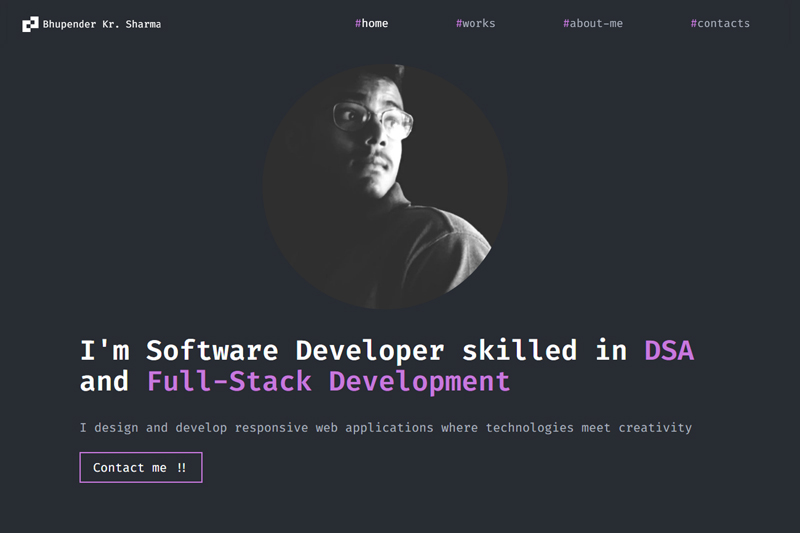 Bhupender Kr. Sharma
#home #works #about-me #contacts
I'm Software Developer skilled in DSA
and Full-Stack Development
I design and develop responsive web applications where technologies meet creativity
Contact me !!